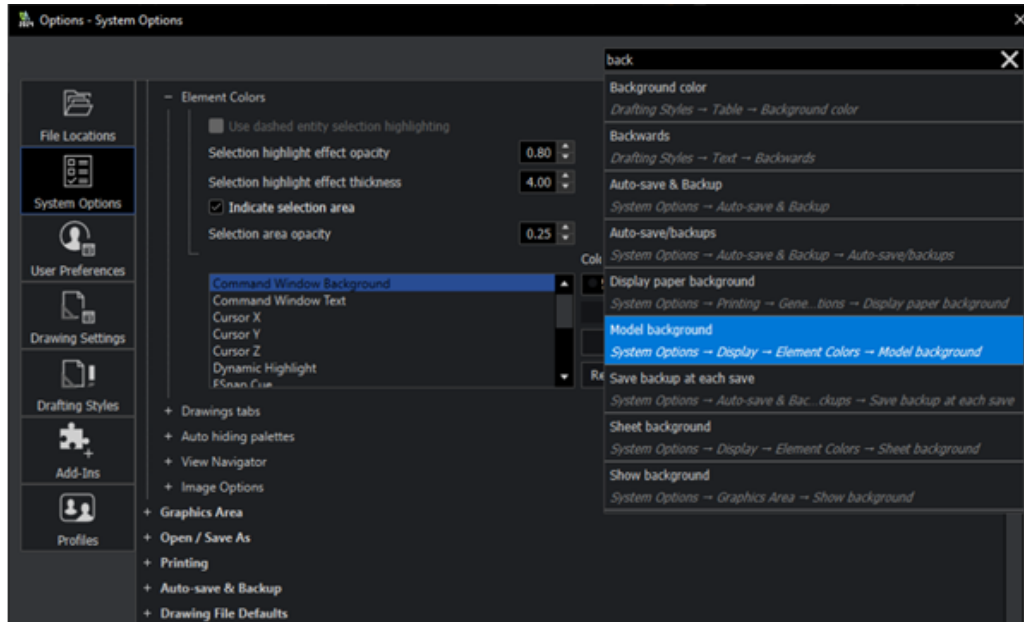 Options - System Options
back
Background color
Drafting Styles → Table → Background color
Backwards
Drafting Styles → Text → Backwards
Auto-save & Backup
System Options → Auto-save & Backup
Auto-save/backups
System Options → Auto-save & Backup → Auto-save/backups
Display paper background
System Options → Printing → Gene...tions → Display paper background
Model background
System Options → Display → Element Colors → Model background
Save backup at each save
System Options → Auto-save & Bac...ckups → Save backup at each save
Sheet background
System Options → Display → Element Colors → Sheet background
Show background
System Options → Graphics Area → Show background
File Locations
System Options
User Preferences
Drawing Settings
Drafting Styles
Add-Ins
Profiles
− Element Colors
Use dashed entity selection highlighting
Selection highlight effect opacity 0.80
Selection highlight effect thickness 4.00
Indicate selection area
Selection area opacity 0.25
Command Window Background
Command Window Text
Cursor X
Cursor Y
Cursor Z
Dynamic Highlight
ESnap Cue
+ Drawings tabs
+ Auto hiding palettes
+ View Navigator
+ Image Options
+ Graphics Area
+ Open / Save As
+ Printing
+ Auto-save & Backup
+ Drawing File Defaults